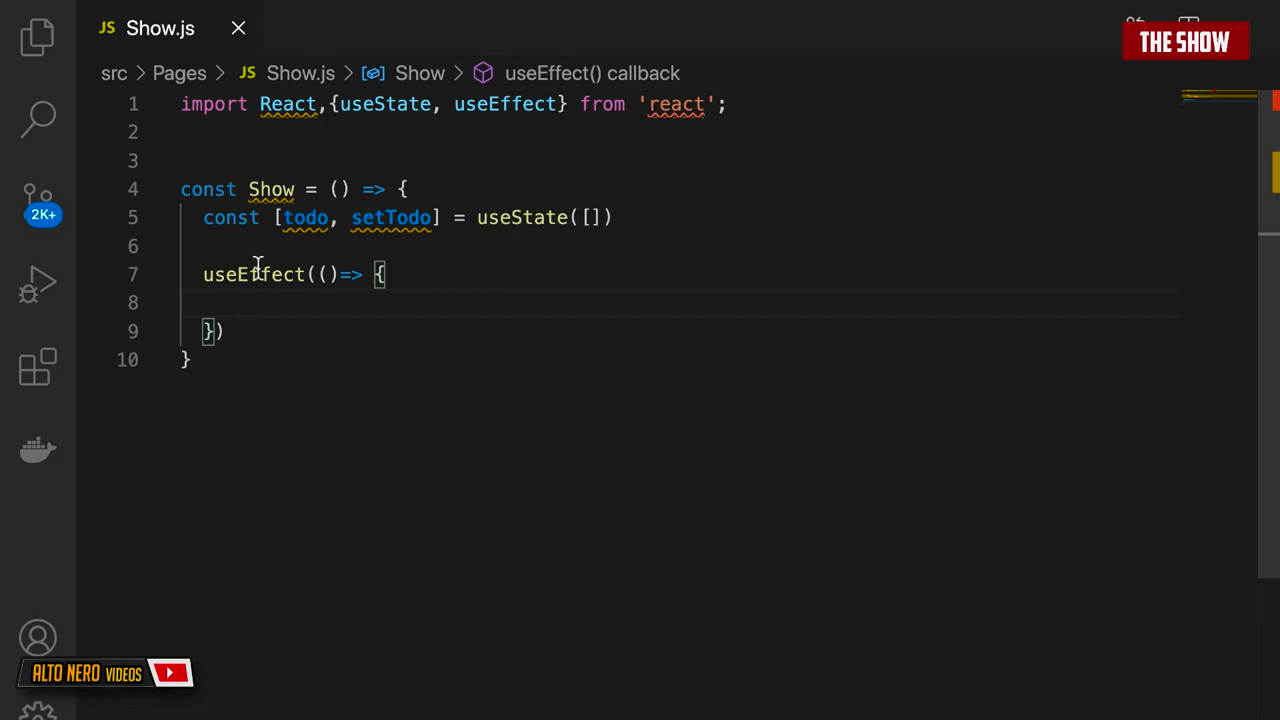 JS Show.js
THE SHOW
src > Pages > JS Show.js > Show > useEffect() callback
1 import React,{useState, useEffect} from 'react';
2
3
4 const Show = () => {
5 const [todo, setTodo] = useState([])
6
7 useEffect(()=> {
8
9 })
10 }
2K+
ALTO NERO VIDEOS